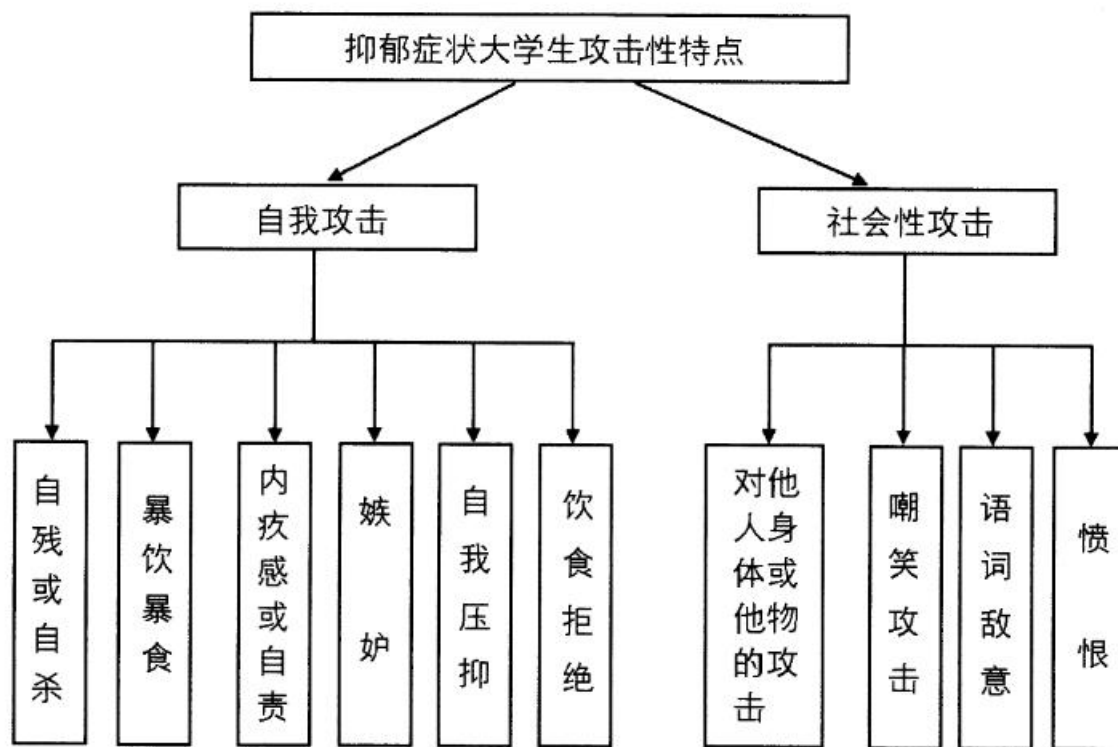 抑郁症状大学生攻击性特点
自我攻击
社会性攻击
自残或自杀
暴饮暴食
内疚感或自责
嫉妒
自我压抑
饮食拒绝
对他
人身
体或
他物
的攻
击
嘲笑攻击
语词敌意
愤恨